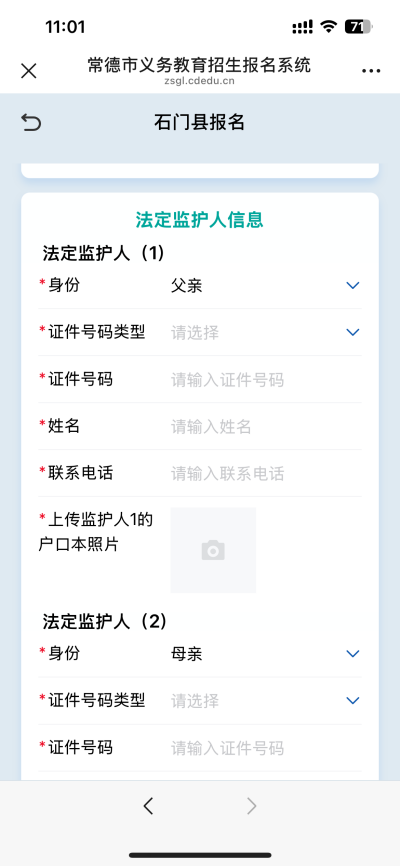 11:01
71
常德市义务教育招生报名系统
zsgl.cdedu.cn
石门县报名
法定监护人信息
法定监护人（1）
*身份 父亲
*证件号码类型 请选择
*证件号码 请输入证件号码
*姓名 请输入姓名
*联系电话 请输入联系电话
*上传监护人1的
户口本照片
法定监护人（2）
*身份 母亲
*证件号码类型 请选择
*证件号码 请输入证件号码